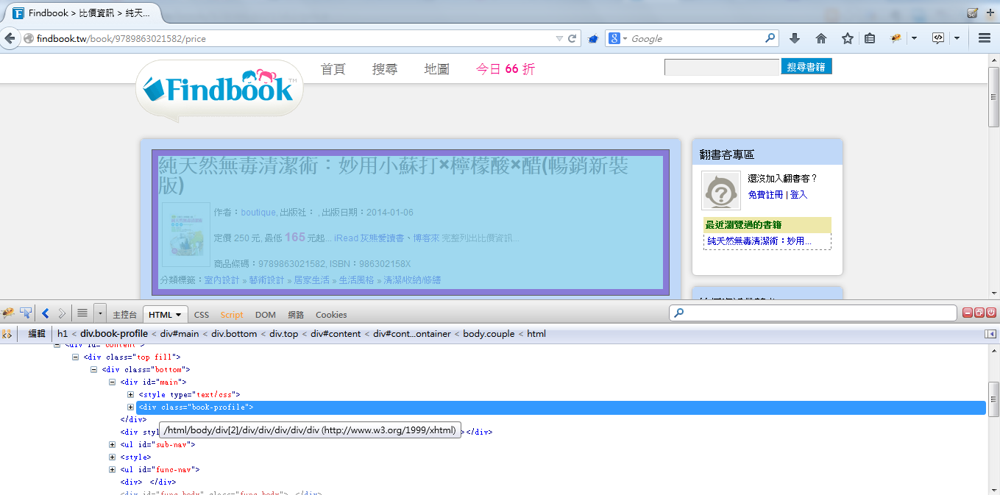 Findbook > 比價資訊 > 純天...
findbook.tw/book/9789863021582/price
Google
Findbook™
首頁 搜尋 地圖 今日 66 折
搜尋書籍
純天然無毒清潔術：妙用小蘇打×檸檬酸×醋(暢銷新裝
版)
作者：boutique, 出版社： , 出版日期：2014-01-06
定價 250 元, 最低 165 元起... iRead 灰熊愛讀書、博客來 完整列出比價資訊...
商品條碼：9789863021582, ISBN：986302158X
分類標籤：室內設計 » 藝術設計 » 居家生活 » 生活風格 » 清潔/收納/修繕
翻書客專區
還沒加入翻書客？
免費註冊 | 登入
最近瀏覽過的書籍
純天然無毒清潔術：妙用...
主控台 HTML CSS Script DOM 網路 Cookies
編輯 h1 < div.book-profile < div#main < div.bottom < div.top < div#content < div#cont...ontainer < body.couple < html
<div id="content">
<div class="top fill">
<div class="bottom">
<div id="main">
<style type="text/css">
<div class="book-profile">
</div>
<div styl
></div>
/html/body/div[2]/div/div/div/div/div (http://www.w3.org/1999/xhtml)
<ul id="sub-nav">
<style>
<ul id="func-nav">
<div> </div>
<div id="func-body" class="func-body"> </div>